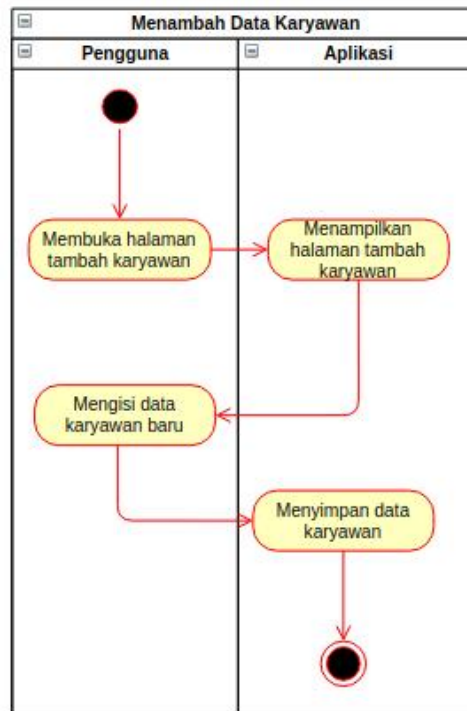 Menambah Data Karyawan
Pengguna
Aplikasi
Membuka halaman
tambah karyawan
Menampilkan
halaman tambah
karyawan
Mengisi data
karyawan baru
Menyimpan data
karyawan